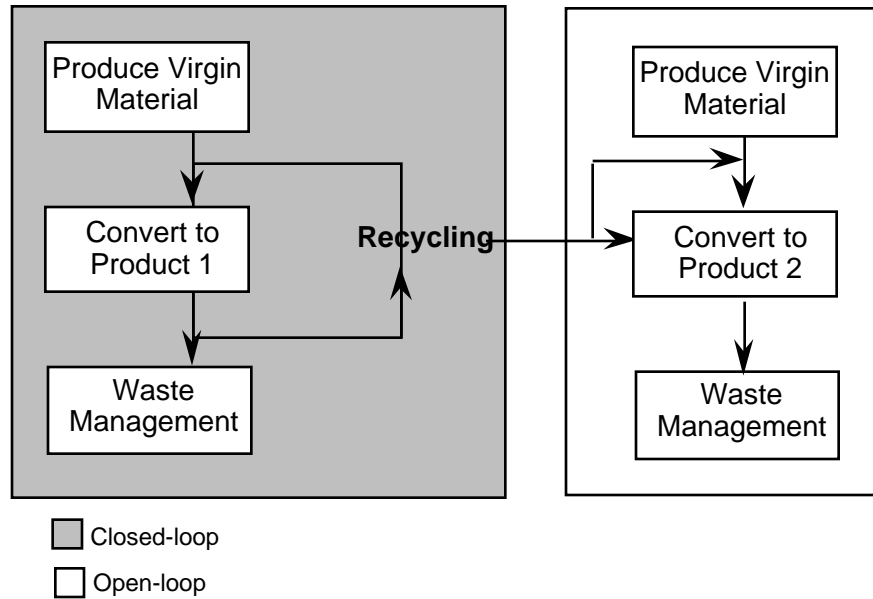 Produce Virgin
Material
Convert to
Product 1
Waste
Management
Recycling
Produce Virgin
Material
Convert to
Product 2
Waste
Management
Closed-loop
Open-loop